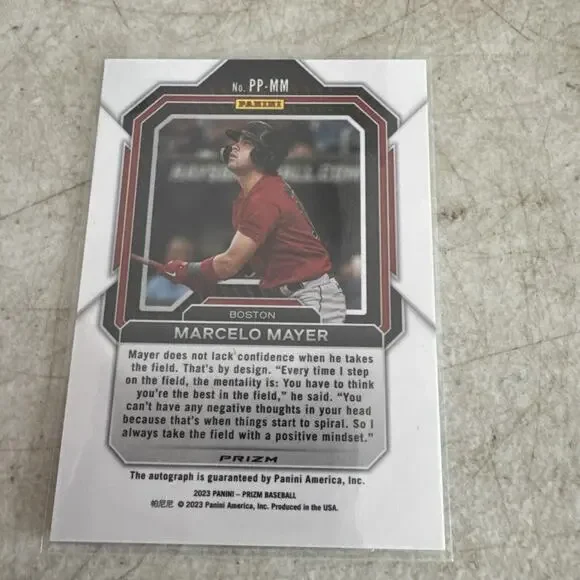 No. PP-MM
PANINI
BOSTON
MARCELO MAYER
Mayer does not lack confidence when he takes
the field. That's by design. “Every time I step
on the field, the mentality is: You have to think
you're the best in the field,” he said. “You
can't have any negative thoughts in your head
because that's when things start to spiral. So I
always take the field with a positive mindset.”
PRIZM
The autograph is guaranteed by Panini America, Inc.
2023 PANINI – PRIZM BASEBALL
帕尼尼 © 2023 Panini America, Inc. Produced in the USA.